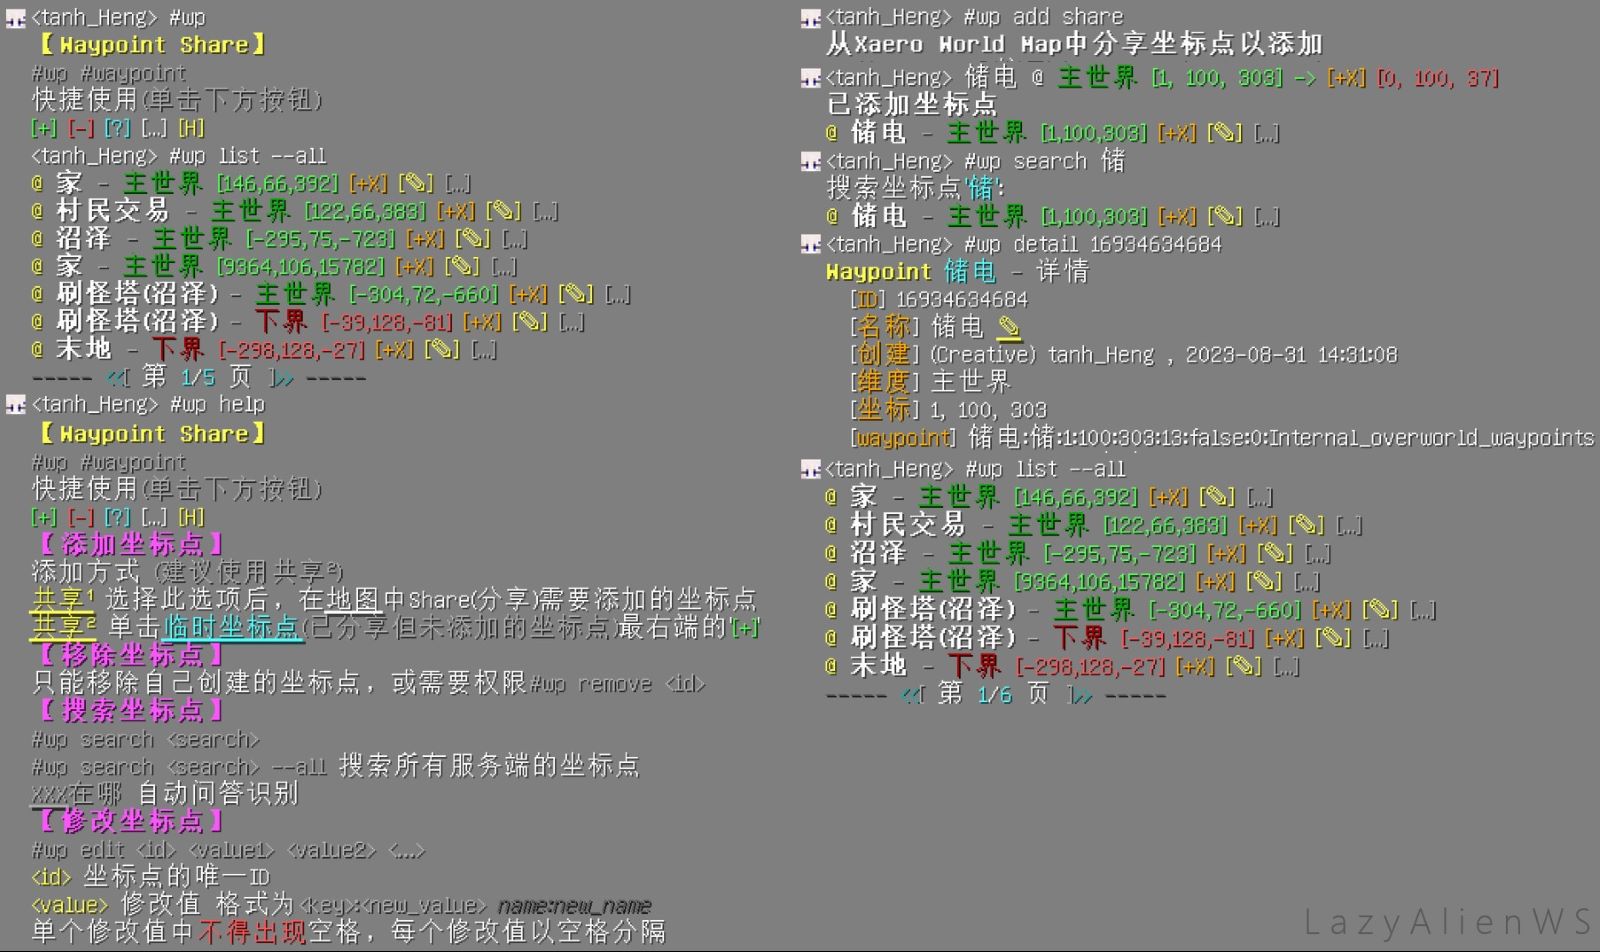 <tanh_Heng> #wp
【Waypoint Share】
#wp #waypoint
快捷使用(单击下方按钮)
[+] [-] [?] [...] [H]
<tanh_Heng> #wp list --all
@ 家 - 主世界 [146,66,392] [+X] [✎] [...]
@ 村民交易 - 主世界 [122,66,383] [+X] [✎] [...]
@ 沼泽 - 主世界 [-295,75,-723] [+X] [✎] [...]
@ 家 - 主世界 [9364,106,15782] [+X] [✎] [...]
@ 刷怪塔(沼泽) - 主世界 [-304,72,-660] [+X] [✎] [...]
@ 刷怪塔(沼泽) - 下界 [-39,128,-81] [+X] [✎] [...]
@ 末地 - 下界 [-298,128,-27] [+X] [✎] [...]
----- <<[ 第 1/5 页 ]>> -----
<tanh_Heng> #wp help
【Waypoint Share】
#wp #waypoint
快捷使用(单击下方按钮)
[+] [-] [?] [...] [H]
【添加坐标点】
添加方式 (建议使用共享²)
共享¹ 选择此选项后，在地图中Share(分享)需要添加的坐标点
共享² 单击临时坐标点(已分享但未添加的坐标点)最右端的'[+]'
【移除坐标点】
只能移除自己创建的坐标点，或需要权限#wp remove <id>
【搜索坐标点】
#wp search <search>
#wp search <search> --all 搜索所有服务端的坐标点
XXX在哪 自动问答识别
【修改坐标点】
#wp edit <id> <value1> <value2> <...>
<id> 坐标点的唯一ID
<value> 修改值 格式为<key>:<new_value> name:new_name
单个修改值中不得出现空格，每个修改值以空格分隔
<tanh_Heng> #wp add share
从Xaero World Map中分享坐标点以添加
<tanh_Heng> 储电 @ 主世界 [1, 100, 303] -> [+X] [0, 100, 37]
已添加坐标点
@ 储电 - 主世界 [1,100,303] [+X] [✎] [...]
<tanh_Heng> #wp search 储
搜索坐标点'储':
@ 储电 - 主世界 [1,100,303] [+X] [✎] [...]
<tanh_Heng> #wp detail 16934634684
Waypoint 储电 - 详情
[ID] 16934634684
[名称] 储电 ✎
[创建] (Creative) tanh_Heng , 2023-08-31 14:31:08
[维度] 主世界
[坐标] 1, 100, 303
[waypoint] 储电:储:1:100:303:13:false:0:Internal_overworld_waypoints
<tanh_Heng> #wp list --all
@ 家 - 主世界 [146,66,392] [+X] [✎] [...]
@ 村民交易 - 主世界 [122,66,383] [+X] [✎] [...]
@ 沼泽 - 主世界 [-295,75,-723] [+X] [✎] [...]
@ 家 - 主世界 [9364,106,15782] [+X] [✎] [...]
@ 刷怪塔(沼泽) - 主世界 [-304,72,-660] [+X] [✎] [...]
@ 刷怪塔(沼泽) - 下界 [-39,128,-81] [+X] [✎] [...]
@ 末地 - 下界 [-298,128,-27] [+X] [✎] [...]
----- <<[ 第 1/6 页 ]>> -----
LazyAlienWS